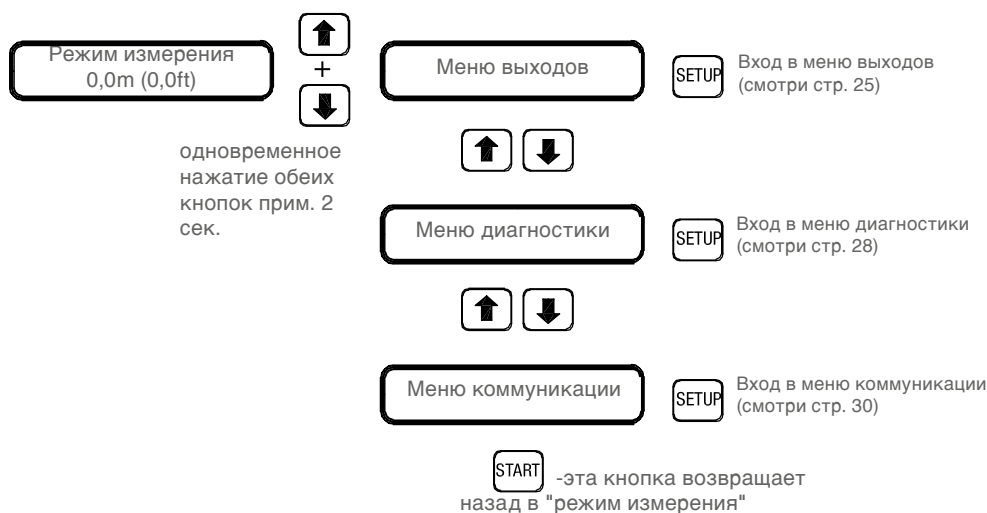 Режим измерения
0,0m (0,0ft)
+
одновременное
нажатие обеих
кнопок прим. 2
сек.
Меню выходов
SETUP
Вход в меню выходов
(смотри стр. 25)
Меню диагностики
SETUP
Вход в меню диагностики
(смотри стр. 28)
Меню коммуникации
SETUP
Вход в меню коммуникации
(смотри стр. 30)
START -эта кнопка возвращает
назад в "режим измерения"